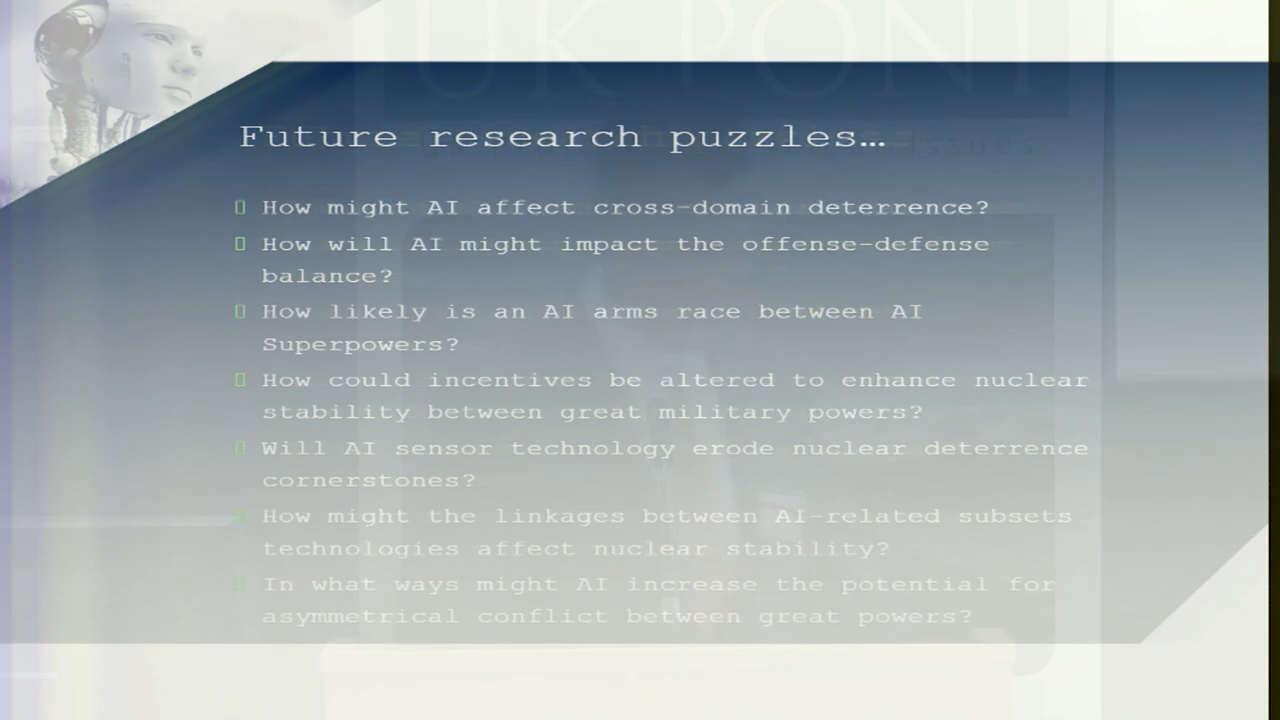 UK PONI
Issues
Future research puzzles…
How might AI affect cross-domain deterrence?
How will AI might impact the offense-defense
balance?
How likely is an AI arms race between AI
Superpowers?
How could incentives be altered to enhance nuclear
stability between great military powers?
Will AI sensor technology erode nuclear deterrence
cornerstones?
How might the linkages between AI-related subsets
technologies affect nuclear stability?
In what ways might AI increase the potential for
asymmetrical conflict between great powers?